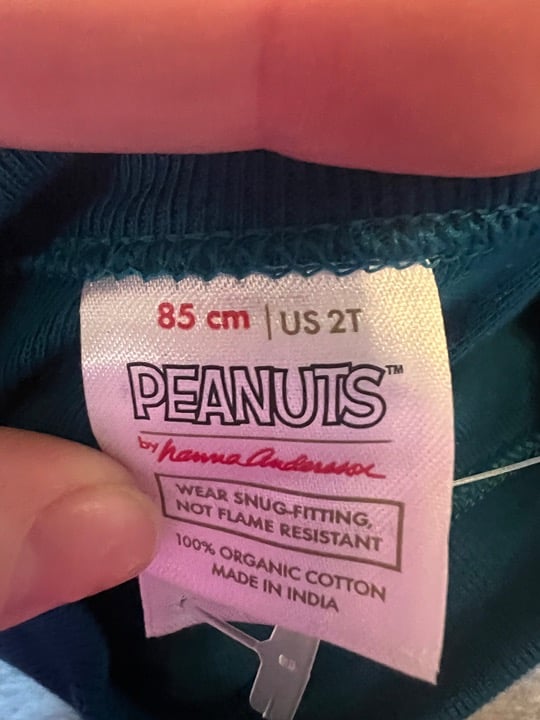 85 cm | US 2T
PEANUTS™
by hanna andersson
WEAR SNUG-FITTING,
NOT FLAME RESISTANT
100% ORGANIC COTTON
MADE IN INDIA